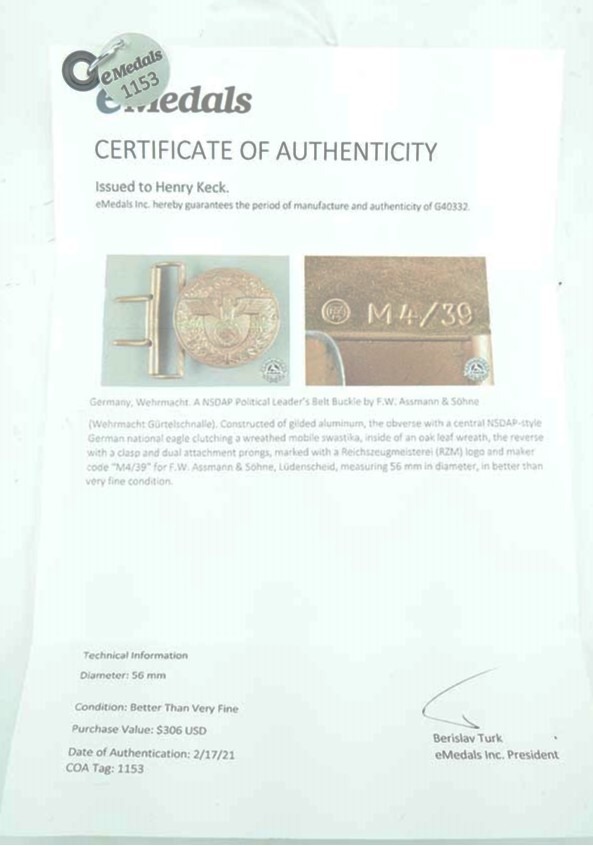 eMedals
1153
eMedals
CERTIFICATE OF AUTHENTICITY
Issued to Henry Keck.
eMedals Inc. hereby guarantees the period of manufacture and authenticity of G40332.
RZM M4/39
Germany, Wehrmacht. A NSDAP Political Leader's Belt Buckle by F.W. Assmann & Söhne
(Wehrmacht Gürtelschnalle). Constructed of gilded aluminum, the obverse with a central NSDAP-style
German national eagle clutching a wreathed mobile swastika, inside of an oak leaf wreath, the reverse
with a clasp and dual attachment prongs, marked with a Reichszeugmeisterei (RZM) logo and maker
code "M4/39" for F.W. Assmann & Söhne, Lüdenscheid, measuring 56 mm in diameter, in better than
very fine condition.
Technical Information
Diameter: 56 mm
Condition: Better Than Very Fine
Purchase Value: $306 USD
Date of Authentication: 2/17/21
COA Tag: 1153
Berislav Turk
eMedals Inc. President